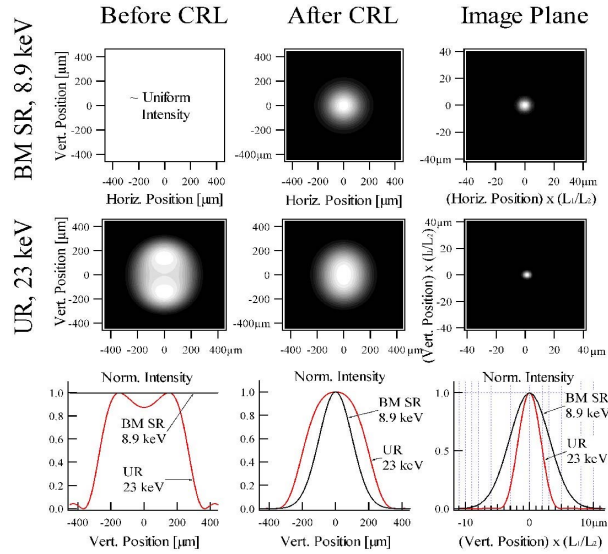 Before CRL After CRL Image Plane
BM SR, 8.9 keV
Vert. Position [μm]
400
200
0
-200
-400
~ Uniform
Intensity
-400 -200 0 200 400
Horiz. Position [μm]
400
200
0
-200
-400μm
-400 -200 0 200 400
Horiz. Position [μm]
40
20
0
-20
-40μm
-40 -20 0 20 40μm
(Horiz. Position) x (L₁/L₂)
UR, 23 keV
Vert. Position [μm]
400
200
0
-200
-400
-400 -200 0 200 400μm
400
200
0
-200
-400μm
-400 -200 0 200 400μm
(Vert. Position) x (L/L₂)
40μm
20
0
-20
-40μm
-40 -20 0 20 40μm
Norm. Intensity
1.0
0.8
0.6
0.4
0.2
0.0
BM SR
8.9 keV
UR
23 keV
-400 -200 0 200 400
Vert. Position [μm]
Norm. Intensity
1.0
0.8
0.6
0.4
0.2
0.0
BM SR
8.9 keV
UR
23 keV
-400 -200 0 200 400
Vert. Position [μm]
Norm. Intensity
1.0
0.5
0.0
BM SR
8.9 keV
UR
23 keV
-10 0 10μm
(Vert. Position) x (L₁/L₂)